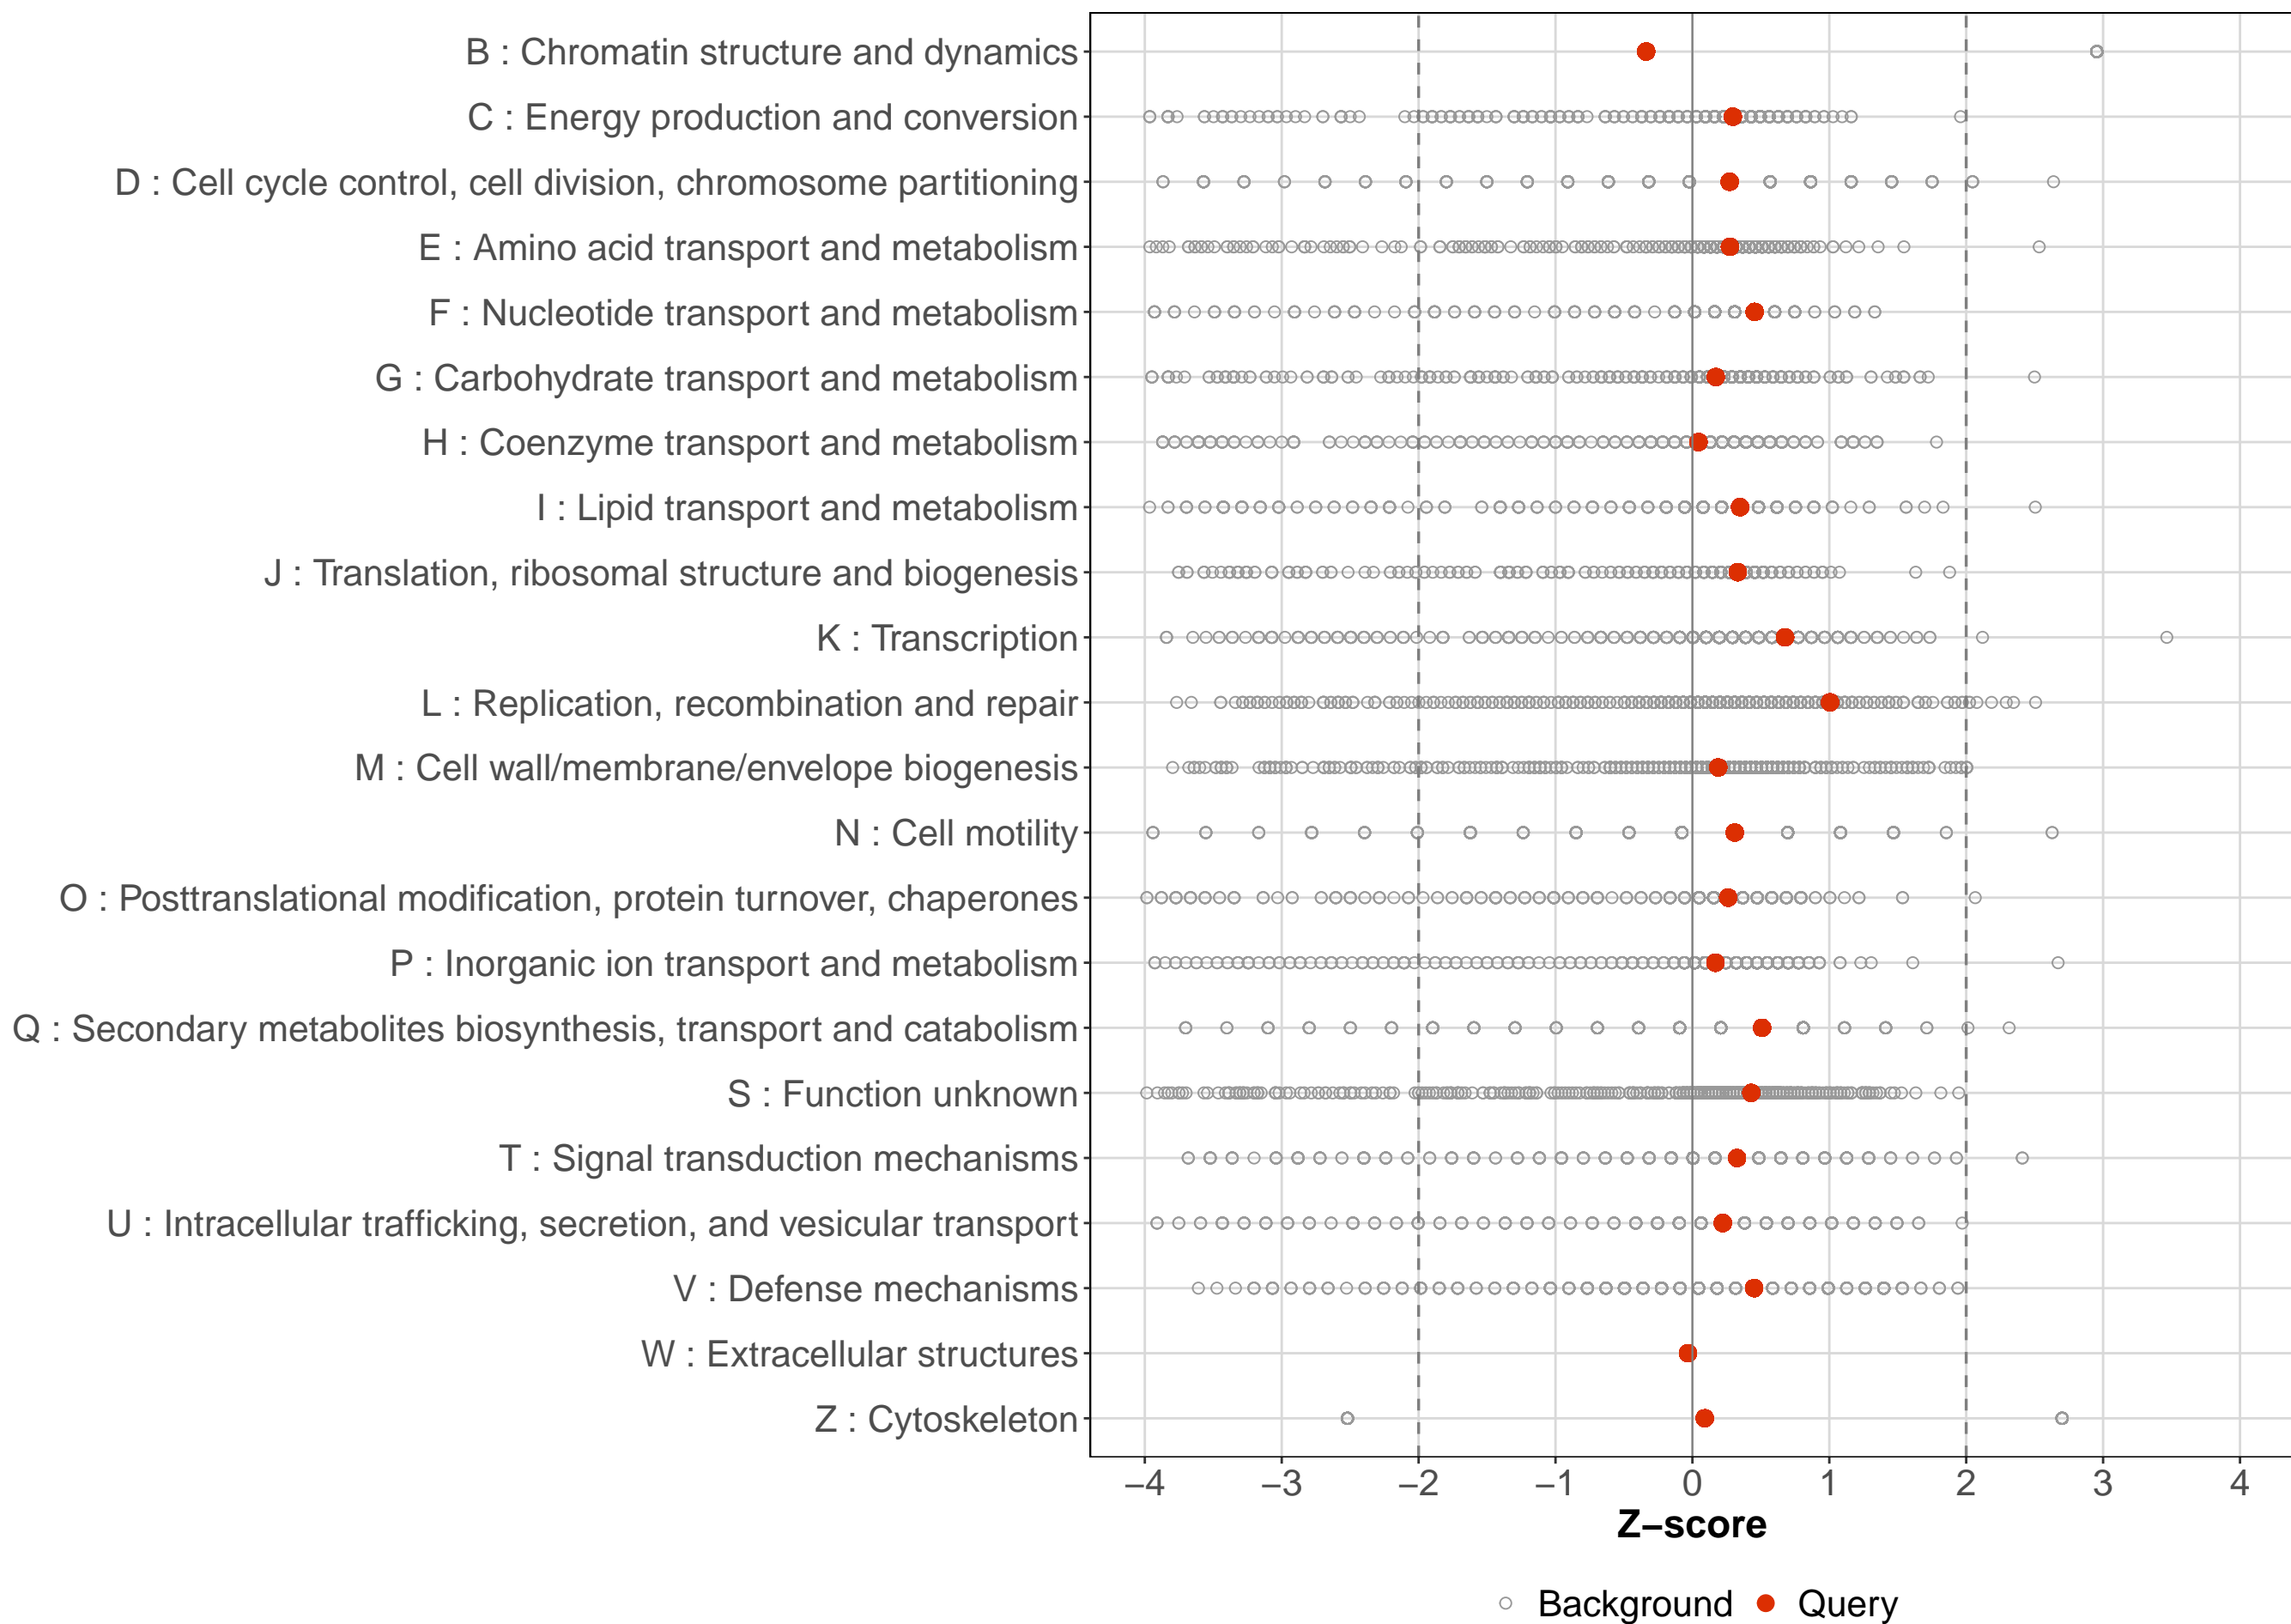 B : Chromatin structure and dynamics
C : Energy production and conversion
D : Cell cycle control, cell division, chromosome partitioning
E : Amino acid transport and metabolism
F : Nucleotide transport and metabolism
G : Carbohydrate transport and metabolism
H : Coenzyme transport and metabolism
I : Lipid transport and metabolism
J : Translation, ribosomal structure and biogenesis
K : Transcription
L : Replication, recombination and repair
M : Cell wall/membrane/envelope biogenesis
N : Cell motility
O : Posttranslational modification, protein turnover, chaperones
P : Inorganic ion transport and metabolism
Q : Secondary metabolites biosynthesis, transport and catabolism
S : Function unknown
T : Signal transduction mechanisms
U : Intracellular trafficking, secretion, and vesicular transport
V : Defense mechanisms
W : Extracellular structures
Z : Cytoskeleton
−4 −3 −2 −1 0 1 2 3 4
Z−score
Background Query